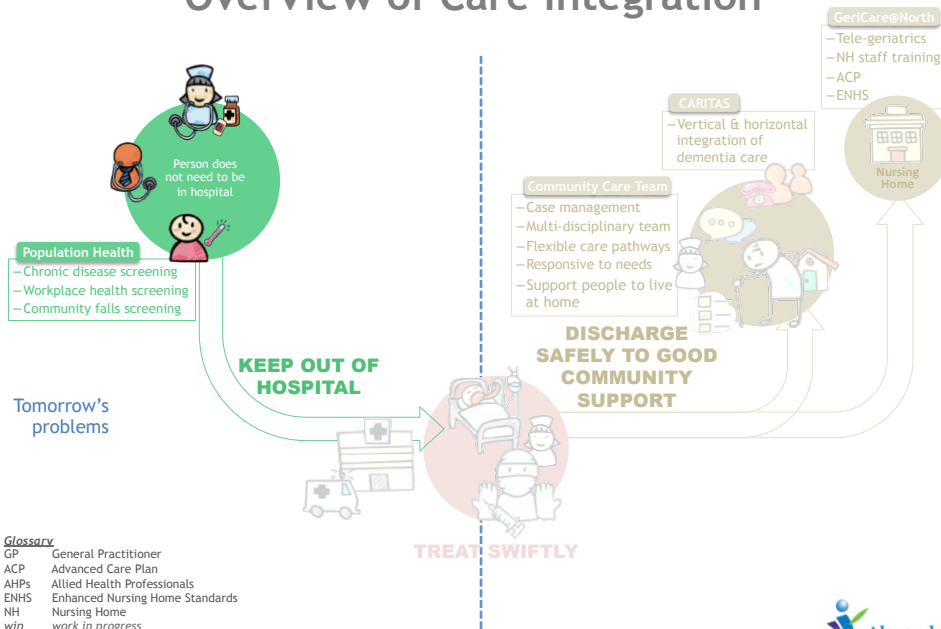 Overview of Care Integration
GeriCare@North
–Tele-geriatrics
–NH staff training
–ACP
–ENHS
Nursing
Home
CARITAS
–Vertical & horizontal
integration of
dementia care
Community Care Team
–Case management
–Multi-disciplinary team
–Flexible care pathways
–Responsive to needs
–Support people to live
at home
Person does
not need to be
in hospital
Population Health
–Chronic disease screening
–Workplace health screening
–Community falls screening
KEEP OUT OF
HOSPITAL
DISCHARGE
SAFELY TO GOOD
COMMUNITY
SUPPORT
Tomorrow's
problems
TREAT SWIFTLY
Glossary
GP General Practitioner
ACP Advanced Care Plan
AHPs Allied Health Professionals
ENHS Enhanced Nursing Home Standards
NH Nursing Home
wip work in progress